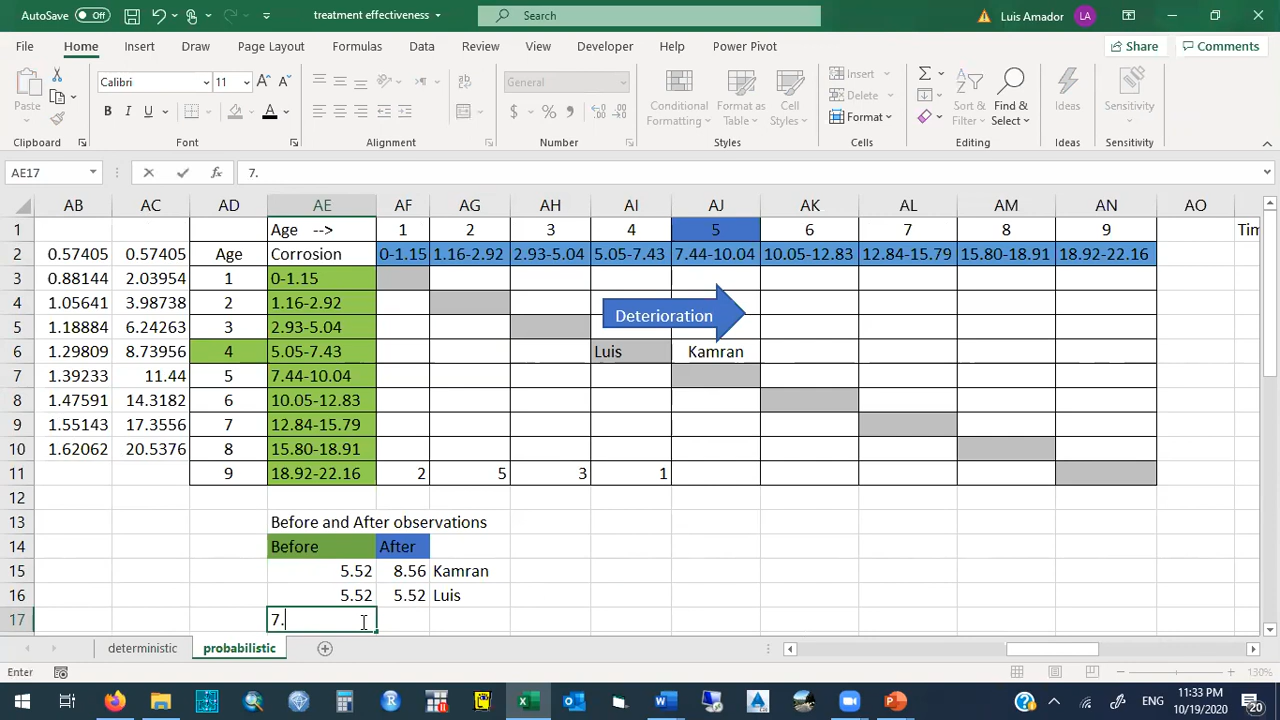 AutoSave Off treatment effectiveness Search Luis Amador LA
File Home Insert Draw Page Layout Formulas Data Review View Developer Help Power Pivot Share Comments
Paste Calibri 11 General Conditional Formatting Format as Table Cell Styles Insert Delete Format Sort & Filter Find & Select Ideas Sensitivity
Clipboard Font Alignment Number Styles Cells Editing Ideas Sensitivity
AE17 fx 7.
AB AC AD AE AF AG AH AI AJ AK AL AM AN AO
1 Age --> 1 2 3 4 5 6 7 8 9 Tim
2 0.57405 0.57405 Age Corrosion 0-1.15 1.16-2.92 2.93-5.04 5.05-7.43 7.44-10.04 10.05-12.83 12.84-15.79 15.80-18.91 18.92-22.16
3 0.88144 2.03954 1 0-1.15
4 1.05641 3.98738 2 1.16-2.92 Deterioration
5 1.18884 6.24263 3 2.93-5.04
6 1.29809 8.73956 4 5.05-7.43 Luis Kamran
7 1.39233 11.44 5 7.44-10.04
8 1.47591 14.3182 6 10.05-12.83
9 1.55143 17.3556 7 12.84-15.79
10 1.62062 20.5376 8 15.80-18.91
11 9 18.92-22.16 2 5 3 1
12
13 Before and After observations
14 Before After
15 5.52 8.56 Kamran
16 5.52 5.52 Luis
17 7.
deterministic probabilistic
Enter 130%
ENG 11:33 PM 10/19/2020 20